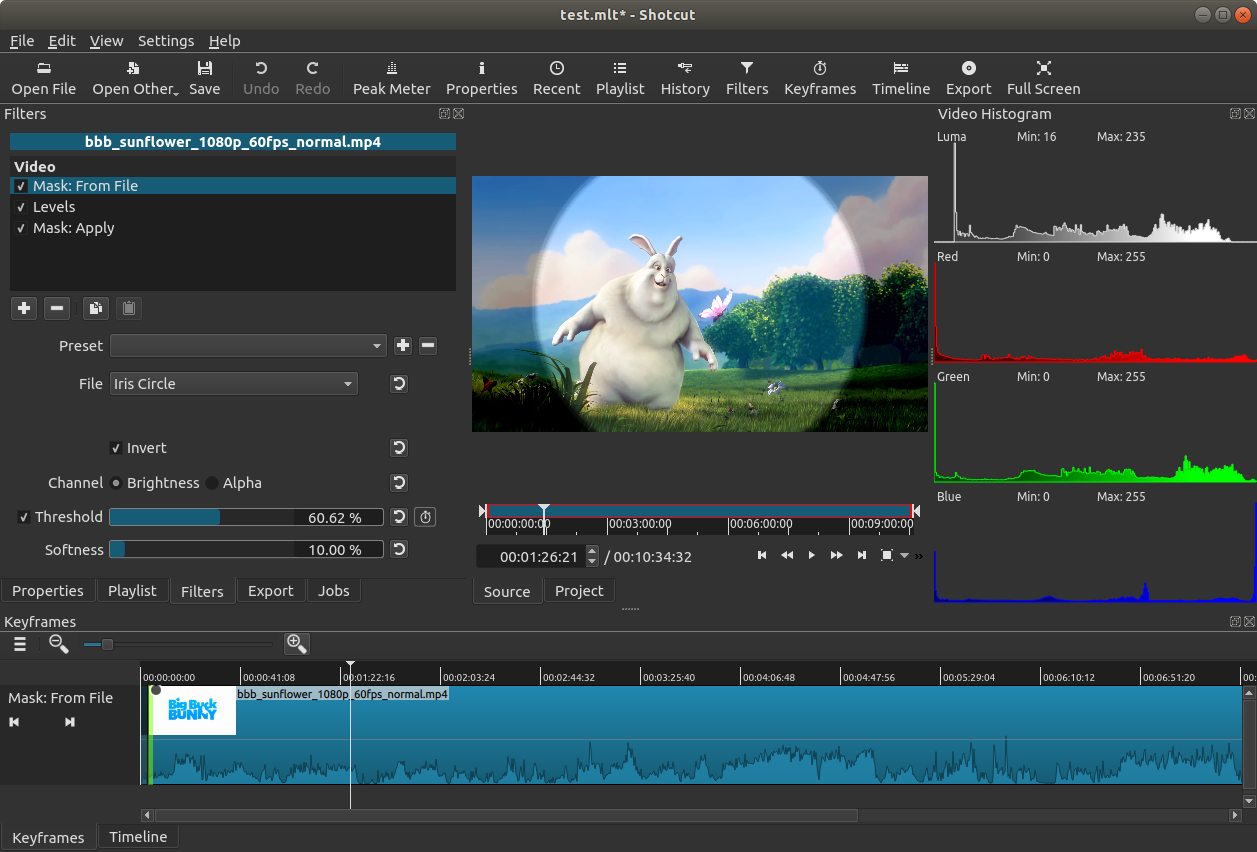 test.mlt* - Shotcut
File Edit View Settings Help
Open File Open Other... Save Undo Redo Peak Meter Properties Recent Playlist History Filters Keyframes Timeline Export Full Screen
Filters
bbb_sunflower_1080p_60fps_normal.mp4
Video
Mask: From File
Levels
Mask: Apply
Preset
File Iris Circle
Invert
Channel Brightness Alpha
Threshold 60.62 %
Softness 10.00 %
Properties Playlist Filters Export Jobs
00:00:00:00 00:03:00:00 00:06:00:00 00:09:00:00
00:01:26:21 / 00:10:34:32
Source Project
Video Histogram
Luma Min: 16 Max: 235
Red Min: 0 Max: 255
Green Min: 0 Max: 255
Blue Min: 0 Max: 255
Keyframes
00:00:00:00 00:00:41:08 00:01:22:16 00:02:03:24 00:02:44:32 00:03:25:40 00:04:06:48 00:04:47:56 00:05:29:04 00:06:10:12 00:06:51:20 00:
Mask: From File
bbb_sunflower_1080p_60fps_normal.mp4
Big Buck
BUNNY
Keyframes Timeline